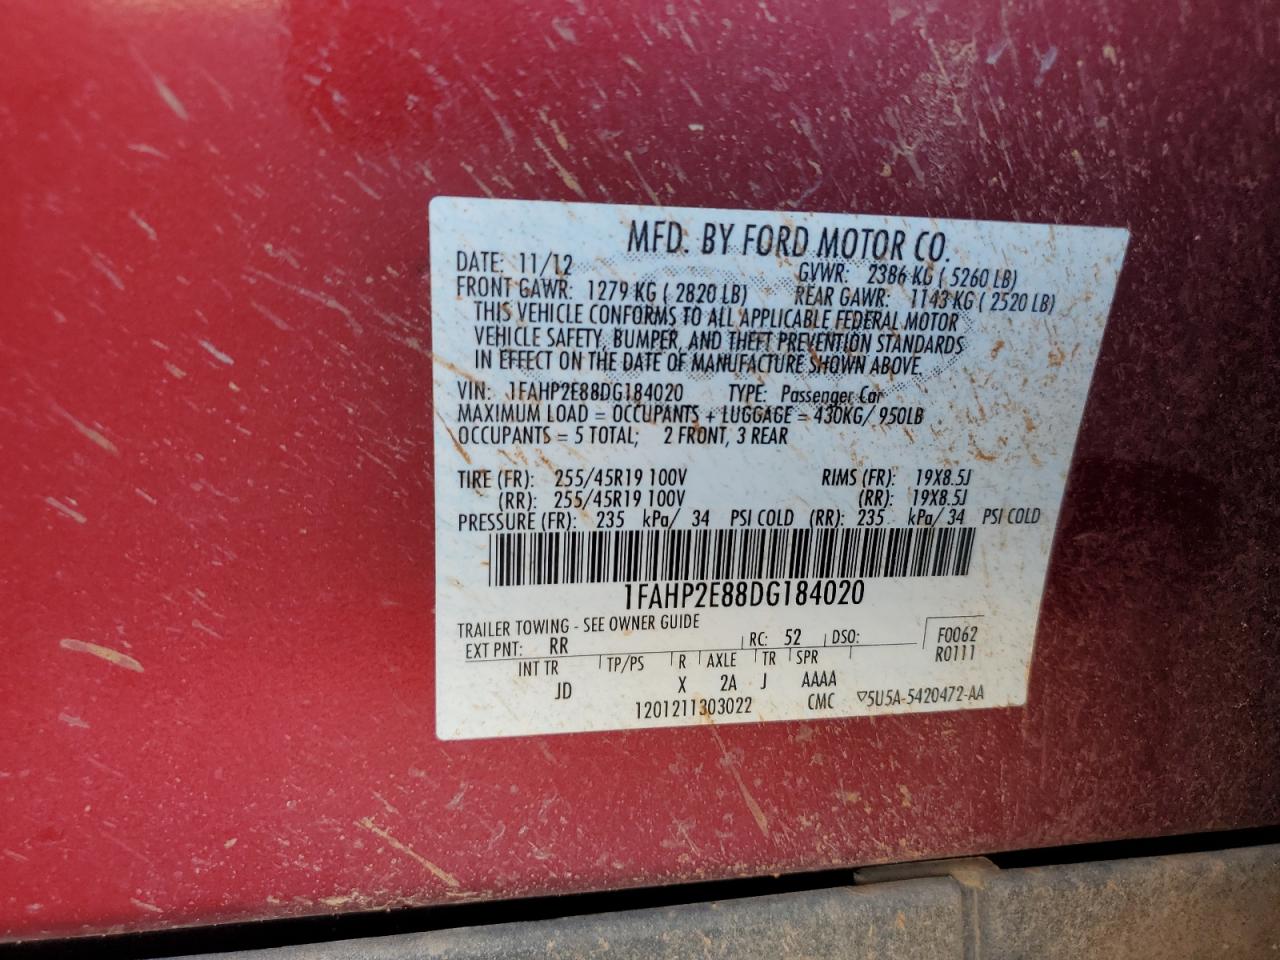 MFD. BY FORD MOTOR CO.
DATE: 11/12 GVWR: 2386 KG ( 5260 LB)
FRONT GAWR: 1279 KG ( 2820 LB) REAR GAWR: 1143 KG ( 2520 LB)
THIS VEHICLE CONFORMS TO ALL APPLICABLE FEDERAL MOTOR
VEHICLE SAFETY, BUMPER, AND THEFT PREVENTION STANDARDS
IN EFFECT ON THE DATE OF MANUFACTURE SHOWN ABOVE.
VIN: 1FAHP2E88DG184020 TYPE: Passenger Car
MAXIMUM LOAD = OCCUPANTS + LUGGAGE = 430KG/ 950LB
OCCUPANTS = 5 TOTAL; 2 FRONT, 3 REAR
TIRE (FR): 255/45R19 100V RIMS (FR): 19X8.5J
(RR): 255/45R19 100V (RR): 19X8.5J
PRESSURE (FR): 235 kPa/ 34 PSI COLD (RR): 235 kPa/ 34 PSI COLD
1FAHP2E88DG184020
TRAILER TOWING - SEE OWNER GUIDE
EXT PNT: RR RC: 52 DSO: F0062
R0111
INT TR TP/PS R AXLE TR SPR
JD X 2A J AAAA
1201211303022 CMC ▽5U5A-5420472-AA